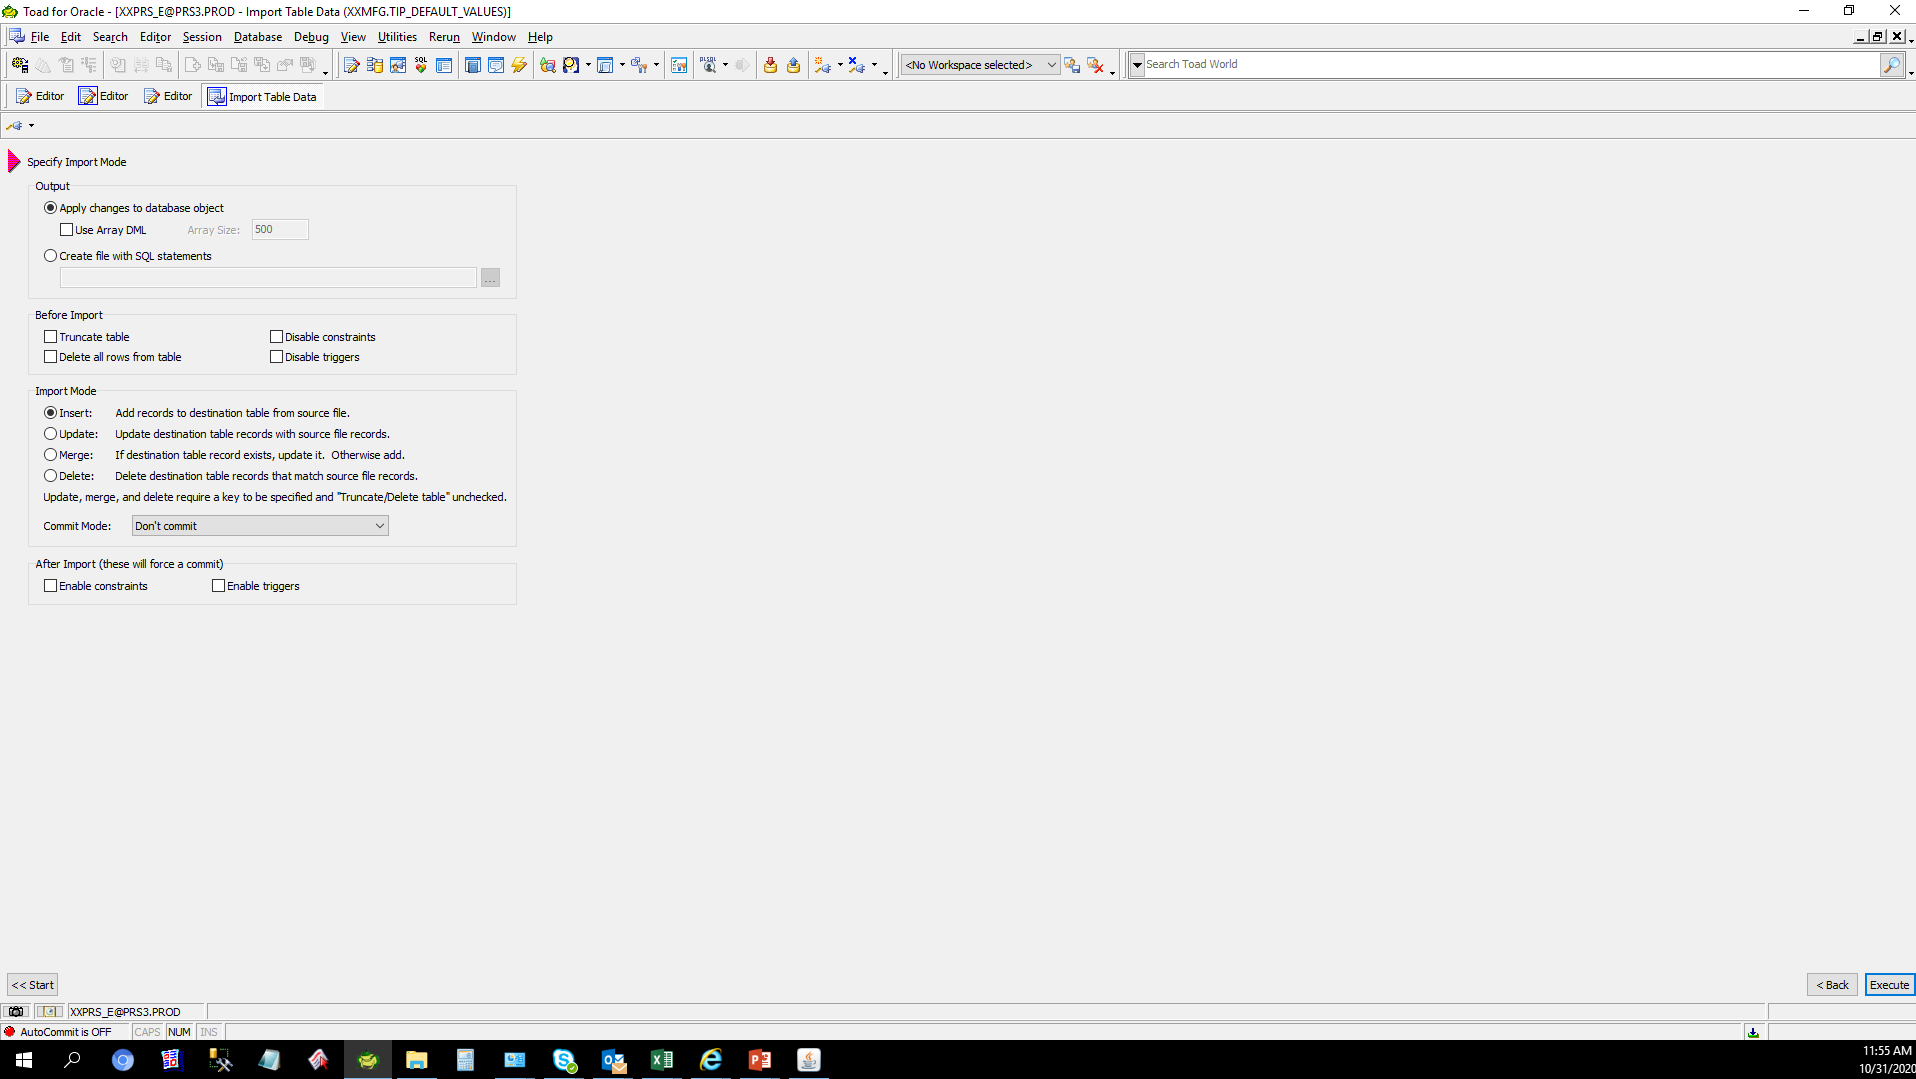 Toad for Oracle - [XXPRS_E@PRS3.PROD - Import Table Data (XXMFG.TIP_DEFAULT_VALUES)]
File Edit Search Editor Session Database Debug View Utilities Rerun Window Help
SQL
<No Workspace selected>
Search Toad World
Editor Editor Editor Import Table Data
Specify Import Mode
Output
Apply changes to database object
Use Array DML Array Size: 500
Create file with SQL statements
...
Before Import
Truncate table Disable constraints
Delete all rows from table Disable triggers
Import Mode
Insert: Add records to destination table from source file.
Update: Update destination table records with source file records.
Merge: If destination table record exists, update it. Otherwise add.
Delete: Delete destination table records that match source file records.
Update, merge, and delete require a key to be specified and "Truncate/Delete table" unchecked.
Commit Mode: Don't commit
After Import (these will force a commit)
Enable constraints Enable triggers
<< Start < Back Execute
XXPRS_E@PRS3.PROD
AutoCommit is OFF CAPS NUM INS
11:55 AM
10/31/2020